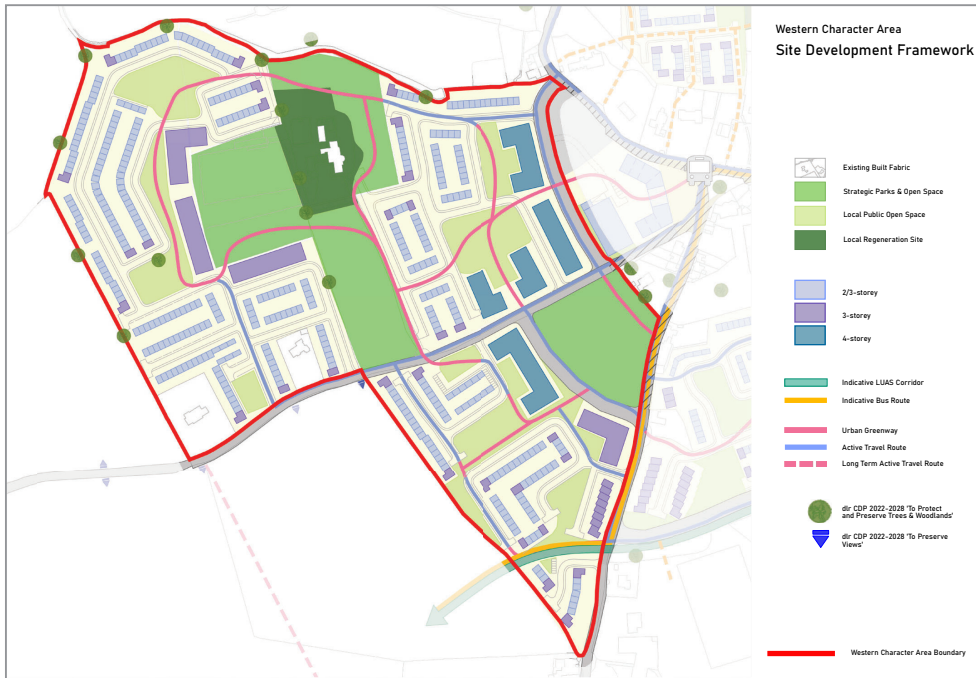 Western Character Area
Site Development Framework
Existing Built Fabric
Strategic Parks & Open Space
Local Public Open Space
Local Regeneration Site
2/3-storey
3-storey
4-storey
Indicative LUAS Corridor
Indicative Bus Route
Urban Greenway
Active Travel Route
Long Term Active Travel Route
dlr CDP 2022-2028 'To Protect
and Preserve Trees & Woodlands'
dlr CDP 2022-2028 'To Preserve
Views'
Western Character Area Boundary